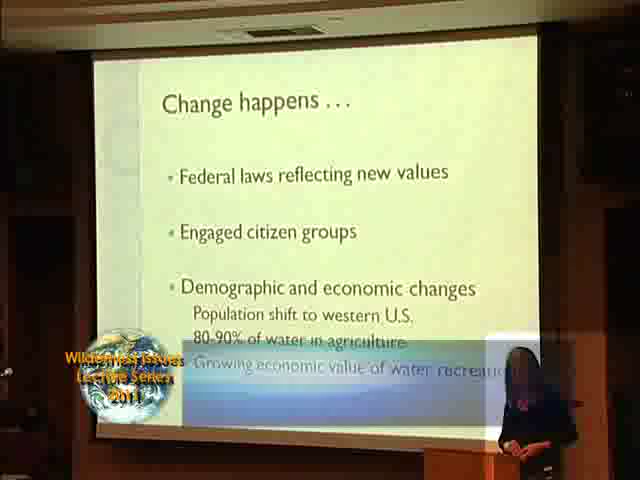 Change happens ...
• Federal laws reflecting new values
• Engaged citizen groups
• Demographic and economic changes
Population shift to western U.S.
80-90% of water in agriculture
Growing economic value of water recreation
Wilderness Issues
Lecture Series
2011